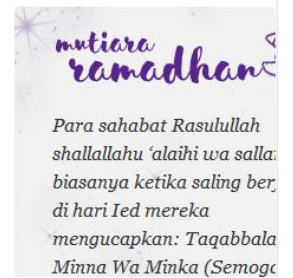 mutiara
ramadhan
Para sahabat Rasulullah
shallallahu ‘alaihi wa
biasanya ketika saling
di hari Ied mereka
mengucapkan:
Minna Wa Minka